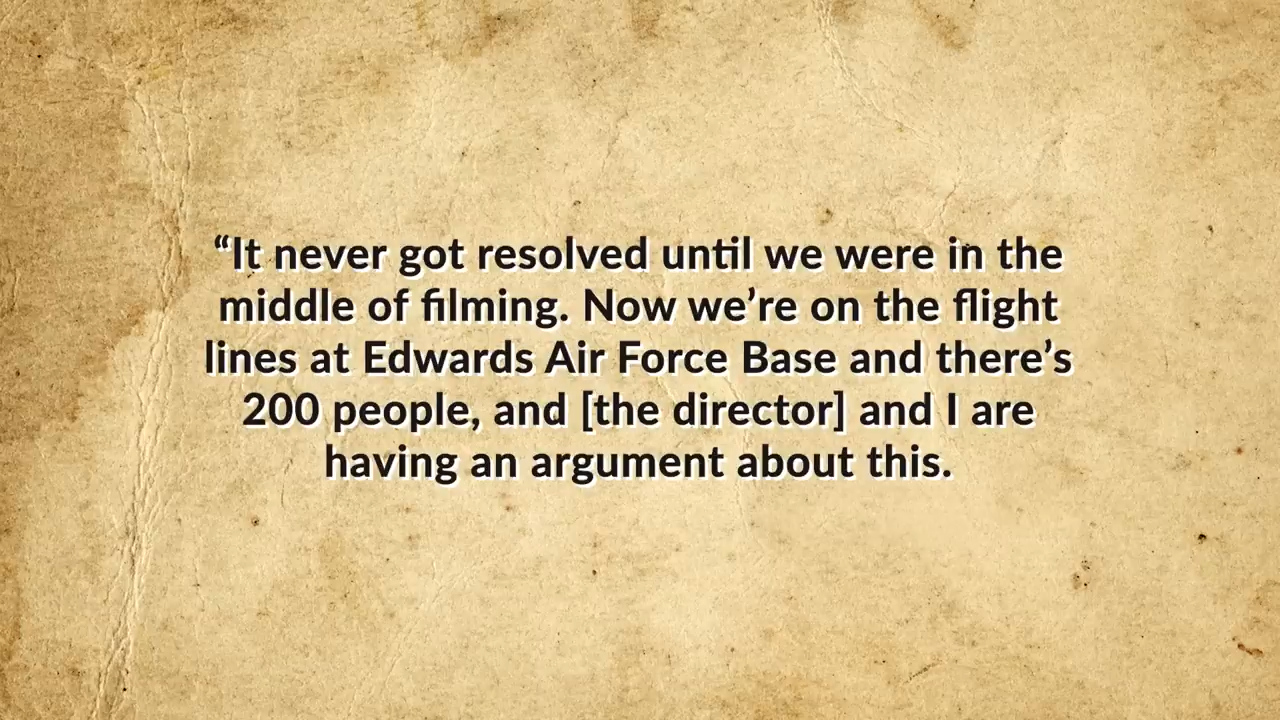 “It never got resolved until we were in the
middle of filming. Now we’re on the flight
lines at Edwards Air Force Base and there’s
200 people, and [the director] and I are
having an argument about this.